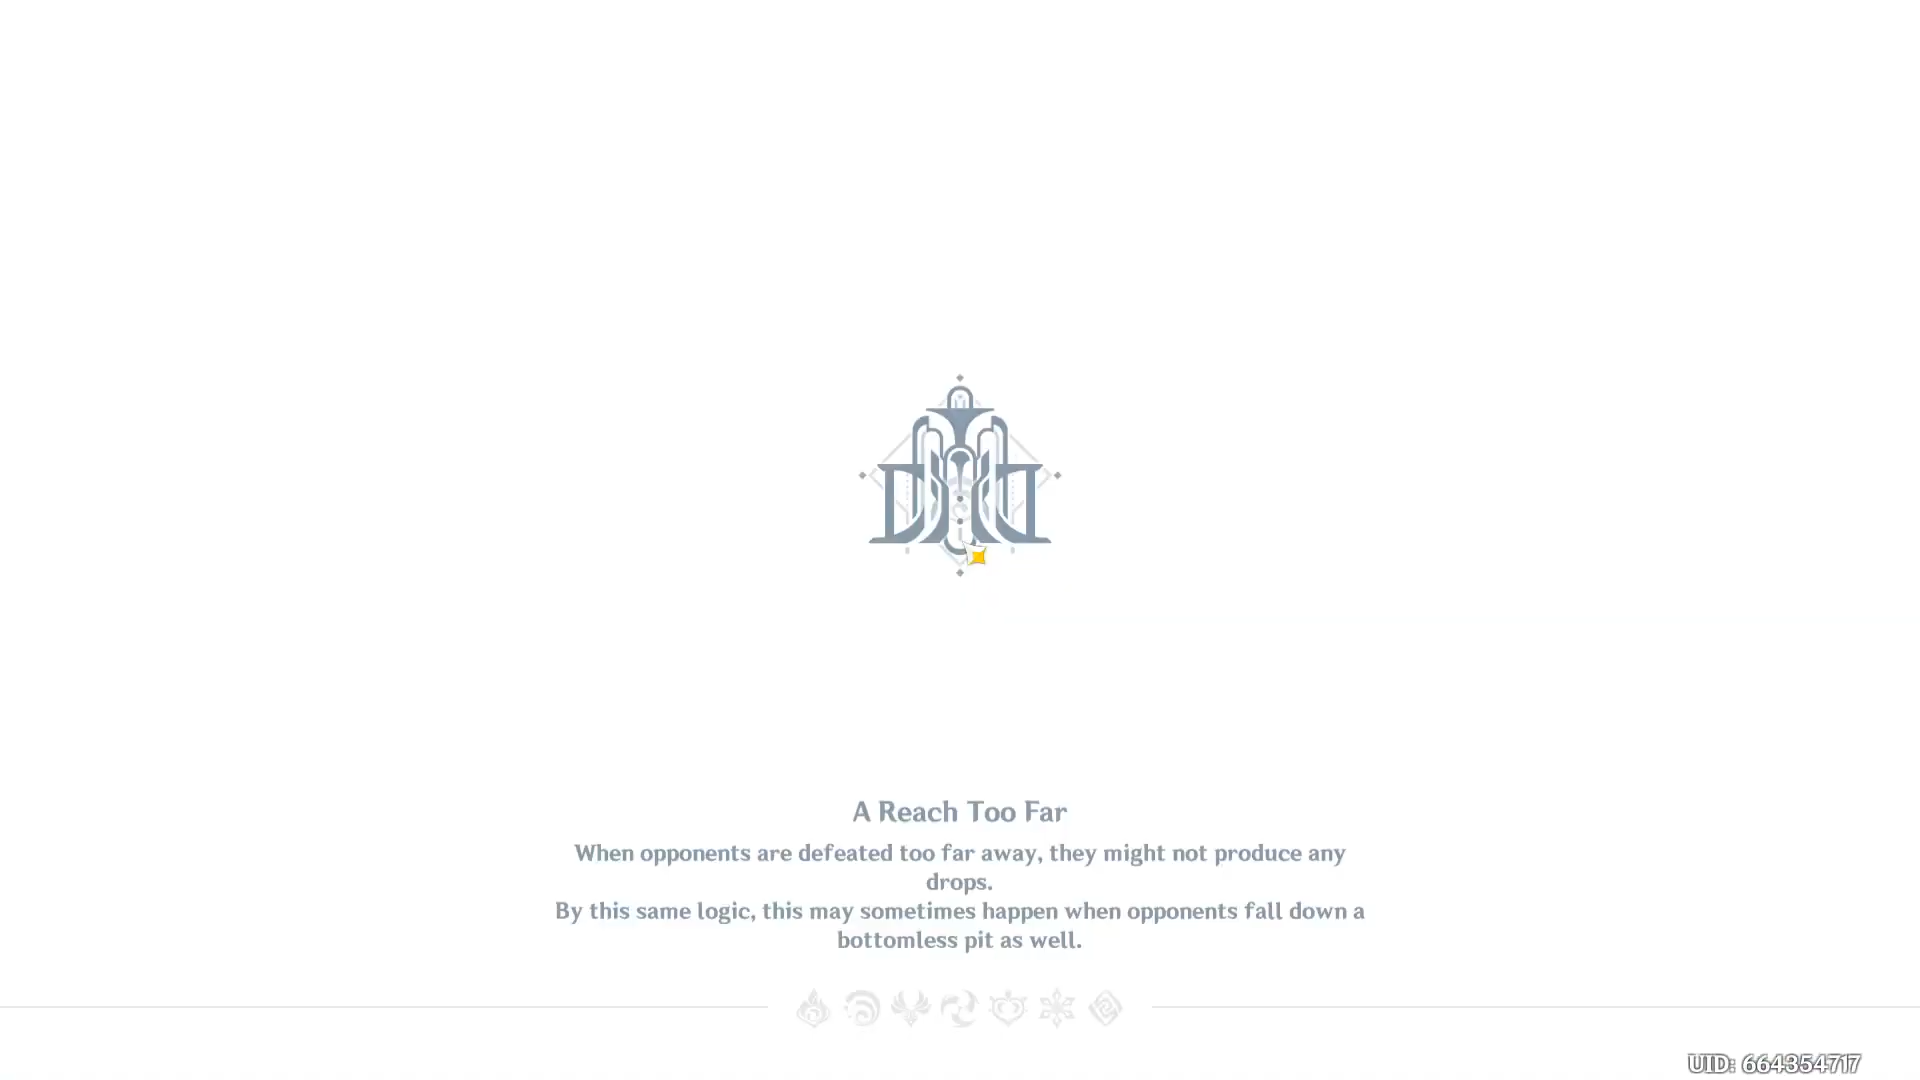 A Reach Too Far
When opponents are defeated too far away, they might not produce any
drops.
By this same logic, this may sometimes happen when opponents fall down a
bottomless pit as well.
UID: 664354717